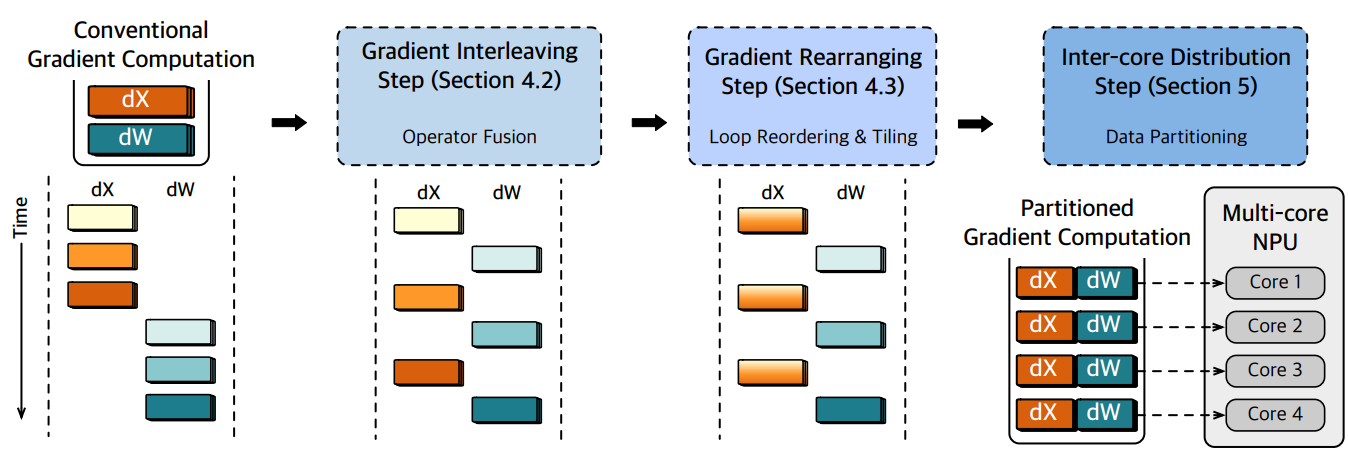 Conventional
Gradient Computation
dX
dW
Gradient Interleaving
Step (Section 4.2)
Operator Fusion
Gradient Rearranging
Step (Section 4.3)
Loop Reordering & Tiling
Inter-core Distribution
Step (Section 5)
Data Partitioning
Time
dX dW
dX dW
dX dW
Partitioned
Gradient Computation
dX dW
dX dW
dX dW
dX dW
Multi-core
NPU
Core 1
Core 2
Core 3
Core 4